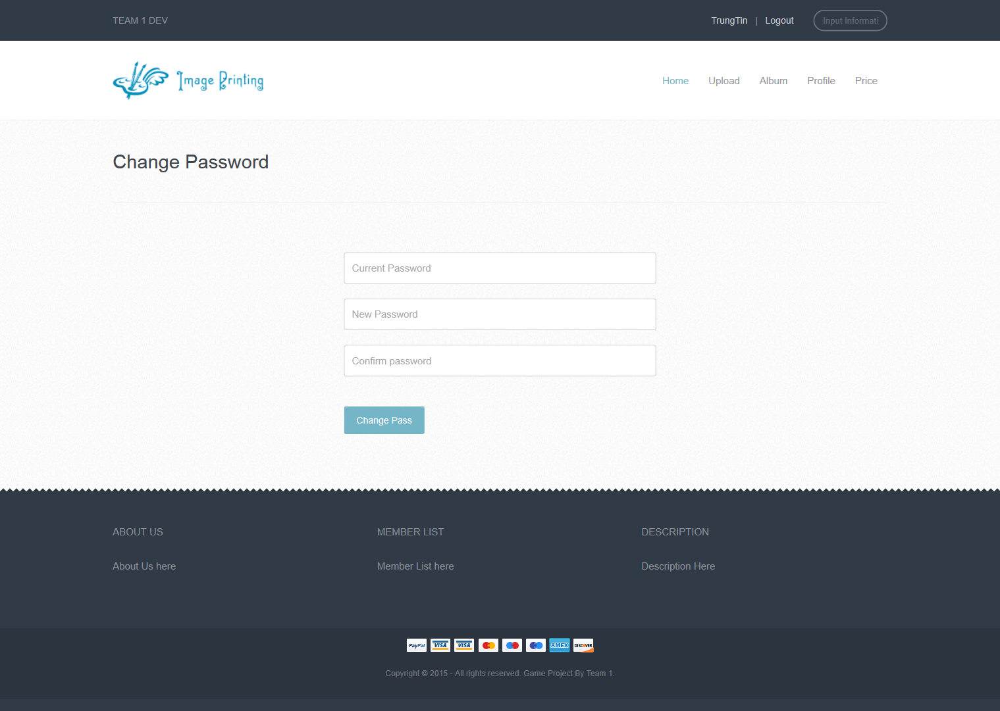 TEAM 1 DEV
TrungTin | Logout
Input Informati
Image Printing
Home Upload Album Profile Price
Change Password
Current Password
New Password
Confirm password
Change Pass
ABOUT US MEMBER LIST DESCRIPTION
About Us here Member List here Description Here
PayPal VISA VISA AMEX DISCOVER
Copyright © 2015 - All rights reserved. Game Project By Team 1.